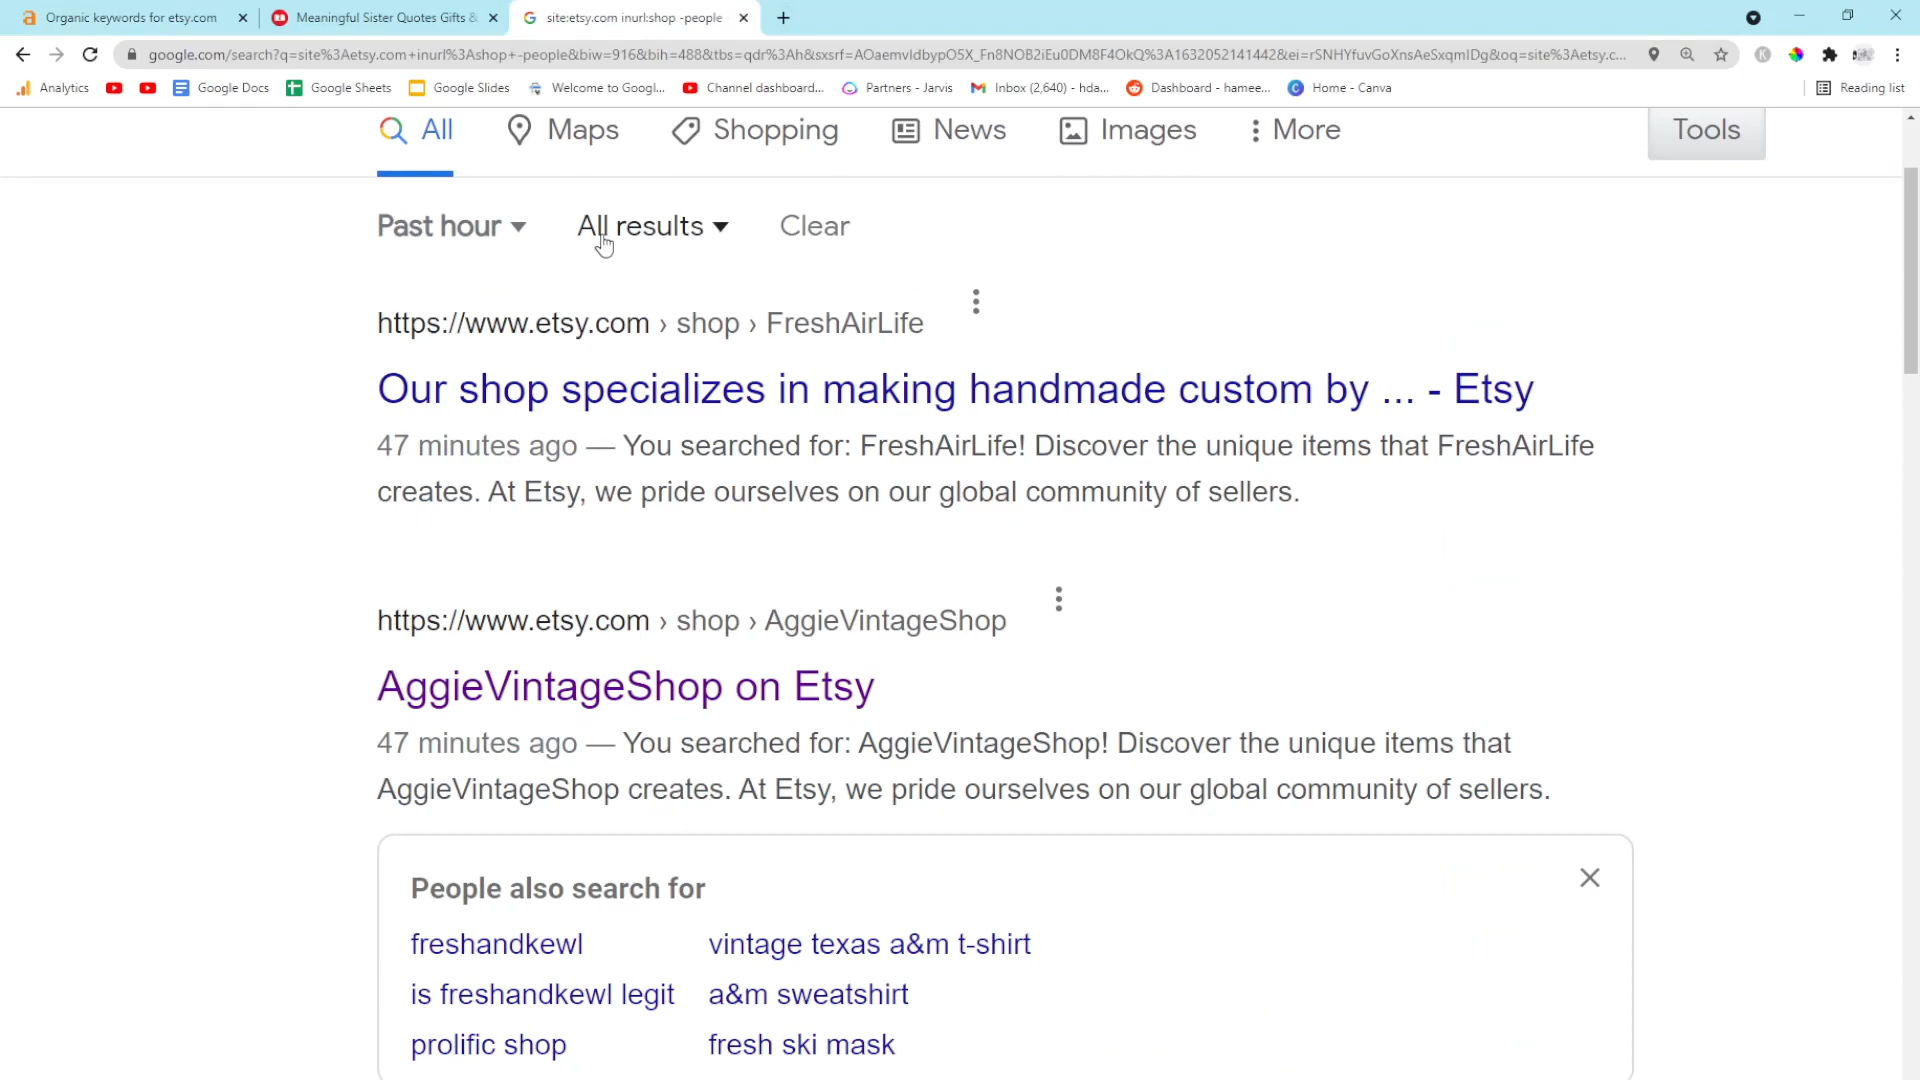 Organic keywords for etsy.com
Meaningful Sister Quotes Gifts &
site:etsy.com inurl:shop -people
google.com/search?q=site%3Aetsy.com+inurl%3Ashop+-people&biw=916&bih=488&tbs=qdr%3Ah&sxsrf=AOaemvIdbypO5X_Fn8NOB2iEu0DM8F4OkQ%3A1632052141442&ei=rSNHYfuvGoXnsAeSxqmIDg&oq=site%3Aetsy.c...
Analytics
Google Docs
Google Sheets
Google Slides
Welcome to Googl...
Channel dashboard...
Partners - Jarvis
Inbox (2,640) - hda...
Dashboard - hamee...
Home - Canva
Reading list
All
Maps
Shopping
News
Images
More
Tools
Past hour
All results
Clear
https://www.etsy.com › shop › FreshAirLife
Our shop specializes in making handmade custom by ... - Etsy
47 minutes ago — You searched for: FreshAirLife! Discover the unique items that FreshAirLife
creates. At Etsy, we pride ourselves on our global community of sellers.
https://www.etsy.com › shop › AggieVintageShop
AggieVintageShop on Etsy
47 minutes ago — You searched for: AggieVintageShop! Discover the unique items that
AggieVintageShop creates. At Etsy, we pride ourselves on our global community of sellers.
People also search for
freshandkewl
vintage texas a&m t-shirt
is freshandkewl legit
a&m sweatshirt
prolific shop
fresh ski mask